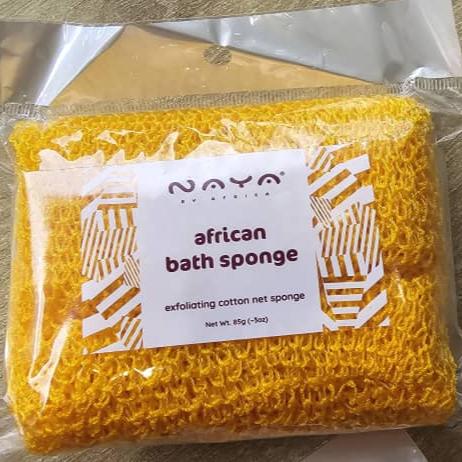 NAYA®
BY AFRICA
african
bath sponge
exfoliating cotton net sponge
Net Wt. 85g (~3oz)